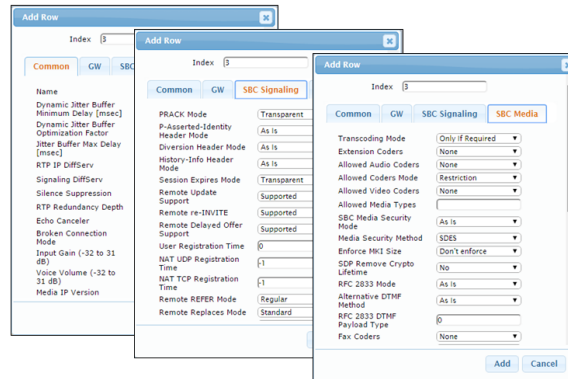 Add Row
Index 3
Common GW SBC
Name
Dynamic Jitter Buffer
Minimum Delay [msec]
Dynamic Jitter Buffer
Optimization Factor
Jitter Buffer Max Delay
[msec]
RTP IP DiffServ
Signaling DiffServ
Silence Suppression
RTP Redundancy Depth
Echo Canceler
Broken Connection
Mode
Input Gain (-32 to 31
dB)
Voice Volume (-32 to
31 dB)
Media IP Version
Add Row
Index 3
Common GW SBC Signaling
PRACK Mode Transparent
P-Asserted-Identity
Header Mode As Is
Diversion Header Mode As Is
History-Info Header
Mode As Is
Session Expires Mode Transparent
Remote Update
Support Supported
Remote re-INVITE Supported
Remote Delayed Offer
Support Supported
User Registration Time 0
NAT UDP Registration
Time -1
NAT TCP Registration
Time -1
Remote REFER Mode Regular
Remote Replaces Mode Standard
Add Row
Index 3
Common GW SBC Signaling SBC Media
Transcoding Mode Only If Required
Extension Coders None
Allowed Audio Coders None
Allowed Coders Mode Restriction
Allowed Video Coders None
Allowed Media Types
SBC Media Security
Mode As Is
Media Security Method SDES
Enforce MKI Size Don't enforce
SDP Remove Crypto
Lifetime No
RFC 2833 Mode As Is
Alternative DTMF
Method As Is
RFC 2833 DTMF
Payload Type 0
Fax Coders None
Add Cancel